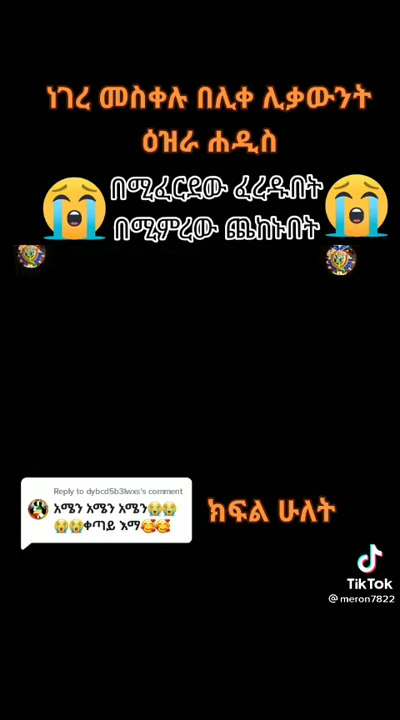 ነገረ መስቀሉ በሊቀ ሊቃውንት
ዕዝራ ሐዲስ
በሚፈርደው ፈረዱበት
በሚምረው ጨከኑበት
Reply to dybcd5b3lwxs's comment
አሜን አሜን አሜን😭😭
😭😭ቀጣይ እማ🥰🥰
ክፍል ሁለት
TikTok
@meron7822